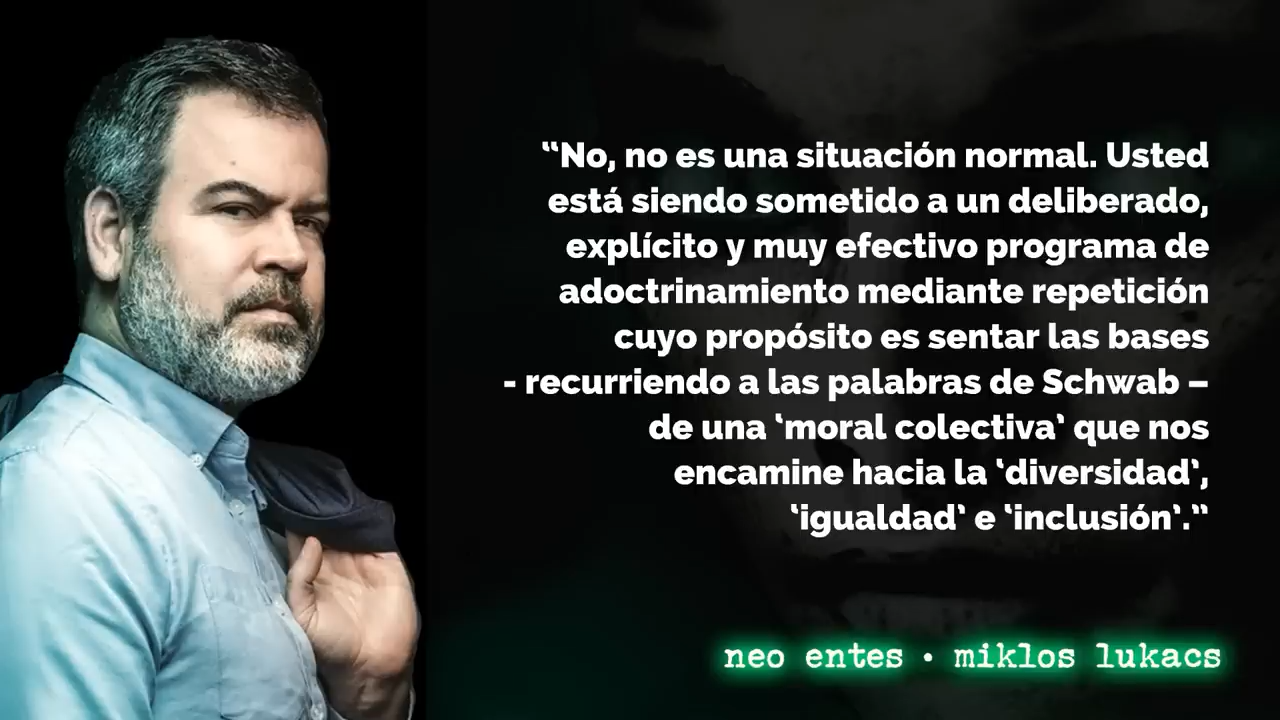 “No, no es una situación normal. Usted
está siendo sometido a un deliberado,
explícito y muy efectivo programa de
adoctrinamiento mediante repetición
cuyo propósito es sentar las bases
- recurriendo a las palabras de Schwab –
de una ‘moral colectiva’ que nos
encamine hacia la ‘diversidad’,
‘igualdad’ e ‘inclusión’.”
neo entes · miklos lukacs